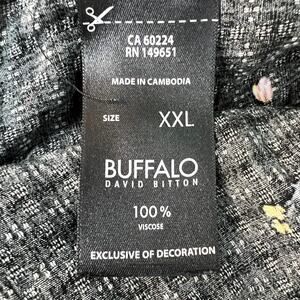 CA 60224
RN 149651
MADE IN CAMBODIA
SIZE XXL
BUFFALO
DAVID BITTON
100 %
VISCOSE
EXCLUSIVE OF DECORATION